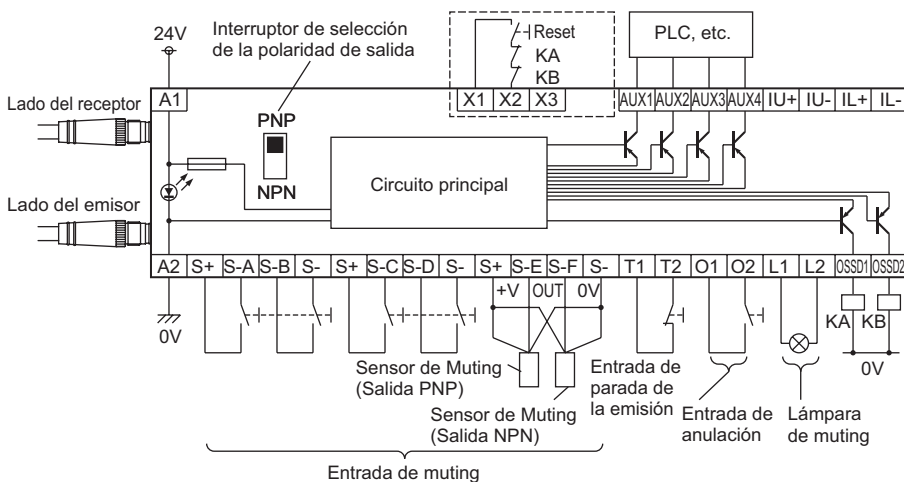 24V
Interruptor de selección
de la polaridad de salida
Reset
KA
KB
PLC, etc.
Lado del receptor
A1
X1 X2 X3
AUX1 AUX2 AUX3 AUX4 IU+ IU- IL+ IL-
PNP
NPN
Circuito principal
Lado del emisor
A2 S+ S-A S-B S- S+ S-C S-D S- S+ S-E S-F S- T1 T2 O1 O2 L1 L2 OSSD1 OSSD2
0V
+V OUT 0V
KA KB
0V
Sensor de Muting
(Salida PNP)
Sensor de Muting
(Salida NPN)
Entrada de
parada de
la emisión
Entrada de
anulación
Lámpara
de muting
Entrada de muting